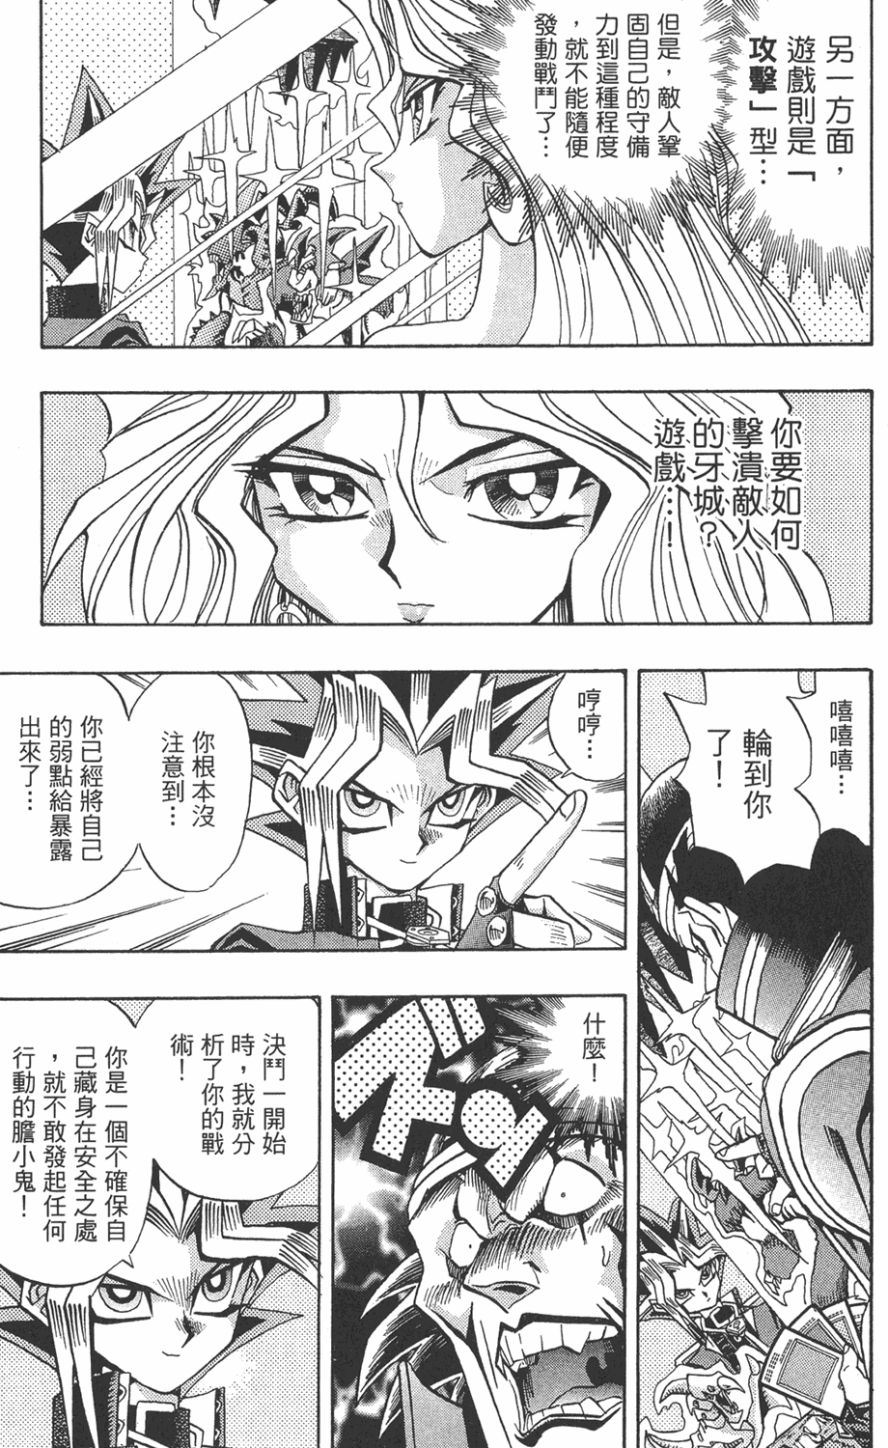 另一方面，
遊戲則是「
攻擊」型…
但是，敵人鞏
固自己的守備
力到這種程度
，就不能隨便
發動戰鬥了…
你要如何
擊潰敵人
的牙城？
遊戲…！
嘻嘻嘻…
輪到你
了！
哼哼…
你根本沒
注意到…
你已經將自己
的弱點給暴露
出來了…
什麼！
ズドン
決鬥一開始
時，我就分
析了你的戰
術！
你是一個不確保自
己藏身在安全之處
，就不敢發起任何
行動的膽小鬼！